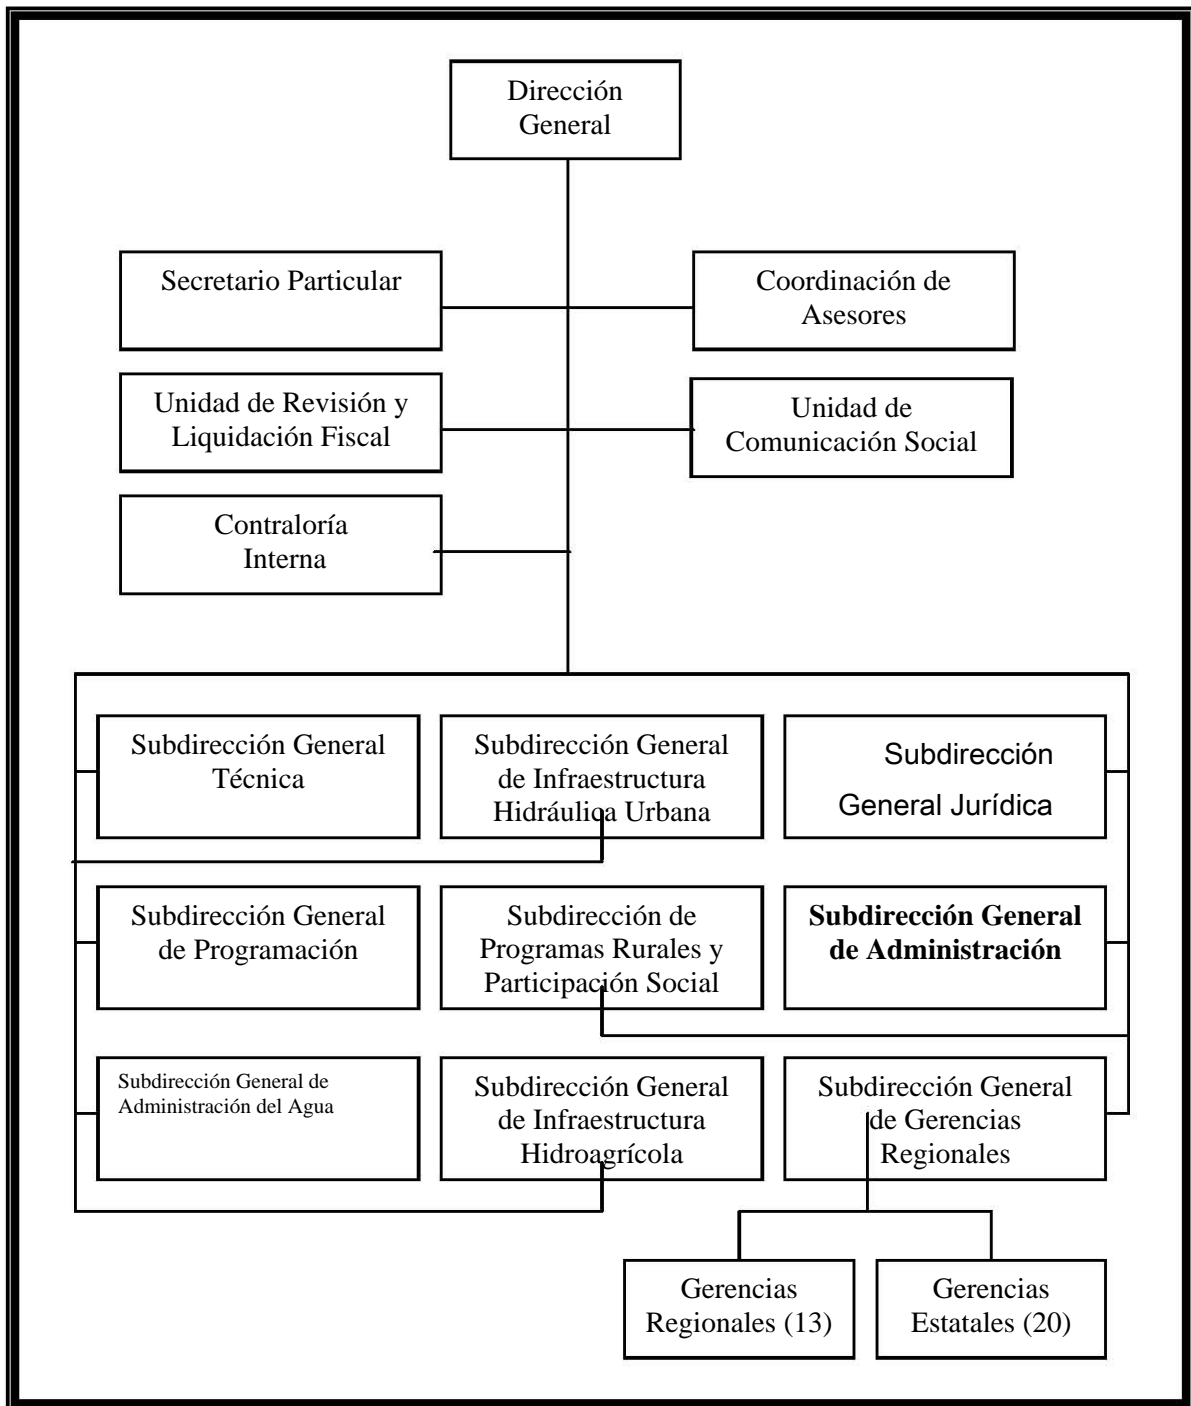 Dirección
General
Secretario Particular
Coordinación de
Asesores
Unidad de Revisión y
Liquidación Fiscal
Unidad de
Comunicación Social
Contraloría
Interna
Subdirección General
Técnica
Subdirección General
de Infraestructura
Hidráulica Urbana
Subdirección
General Jurídica
Subdirección General
de Programación
Subdirección de
Programas Rurales y
Participación Social
Subdirección General
de Administración
Subdirección General de
Administración del Agua
Subdirección General
de Infraestructura
Hidroagrícola
Subdirección General
de Gerencias
Regionales
Gerencias
Regionales (13)
Gerencias
Estatales (20)